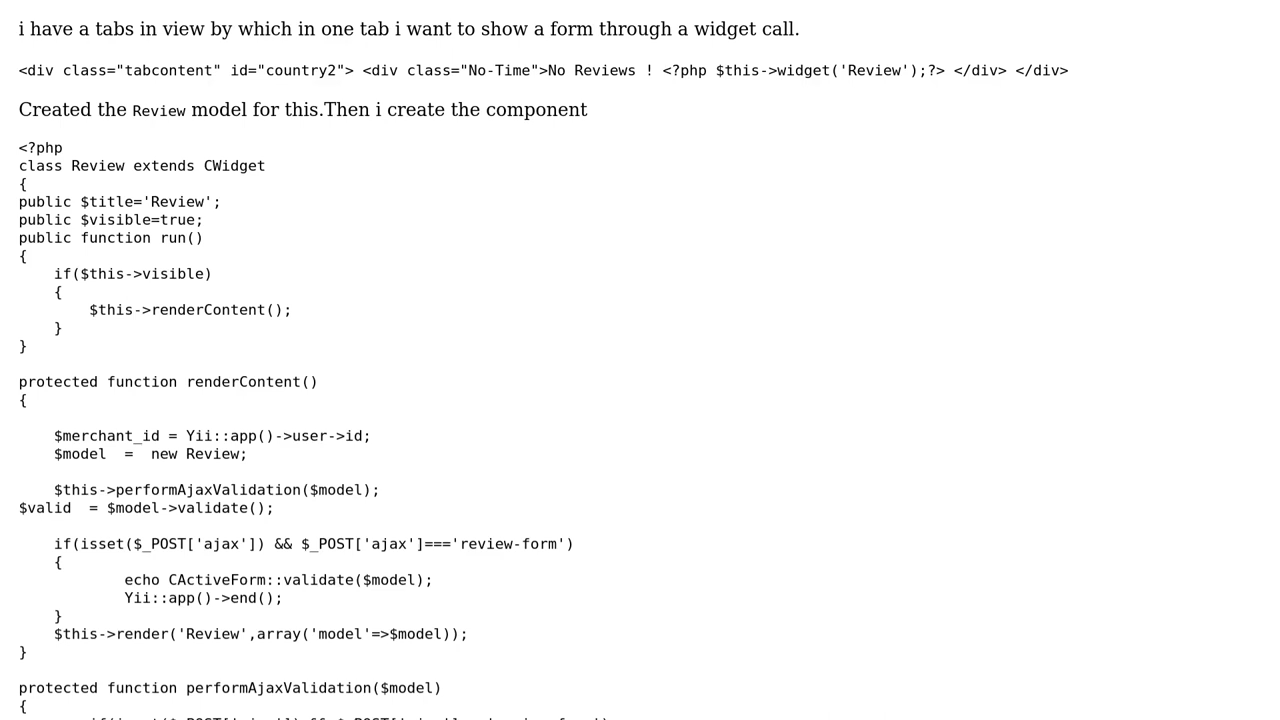 i have a tabs in view by which in one tab i want to show a form through a widget call.
<div class="tabcontent" id="country2"> <div class="No-Time">No Reviews ! <?php $this->widget('Review');?> </div> </div>
Created the Review model for this.Then i create the component
<?php
class Review extends CWidget
{
public $title='Review';
public $visible=true;
public function run()
{
    if($this->visible)
    {
        $this->renderContent();
    }
}

protected function renderContent()
{

    $merchant_id = Yii::app()->user->id;
    $model  =  new Review;

    $this->performAjaxValidation($model);
$valid  = $model->validate();

    if(isset($_POST['ajax']) && $_POST['ajax']==='review-form')
    {
            echo CActiveForm::validate($model);
            Yii::app()->end();
    }
    $this->render('Review',array('model'=>$model));
}

protected function performAjaxValidation($model)
{